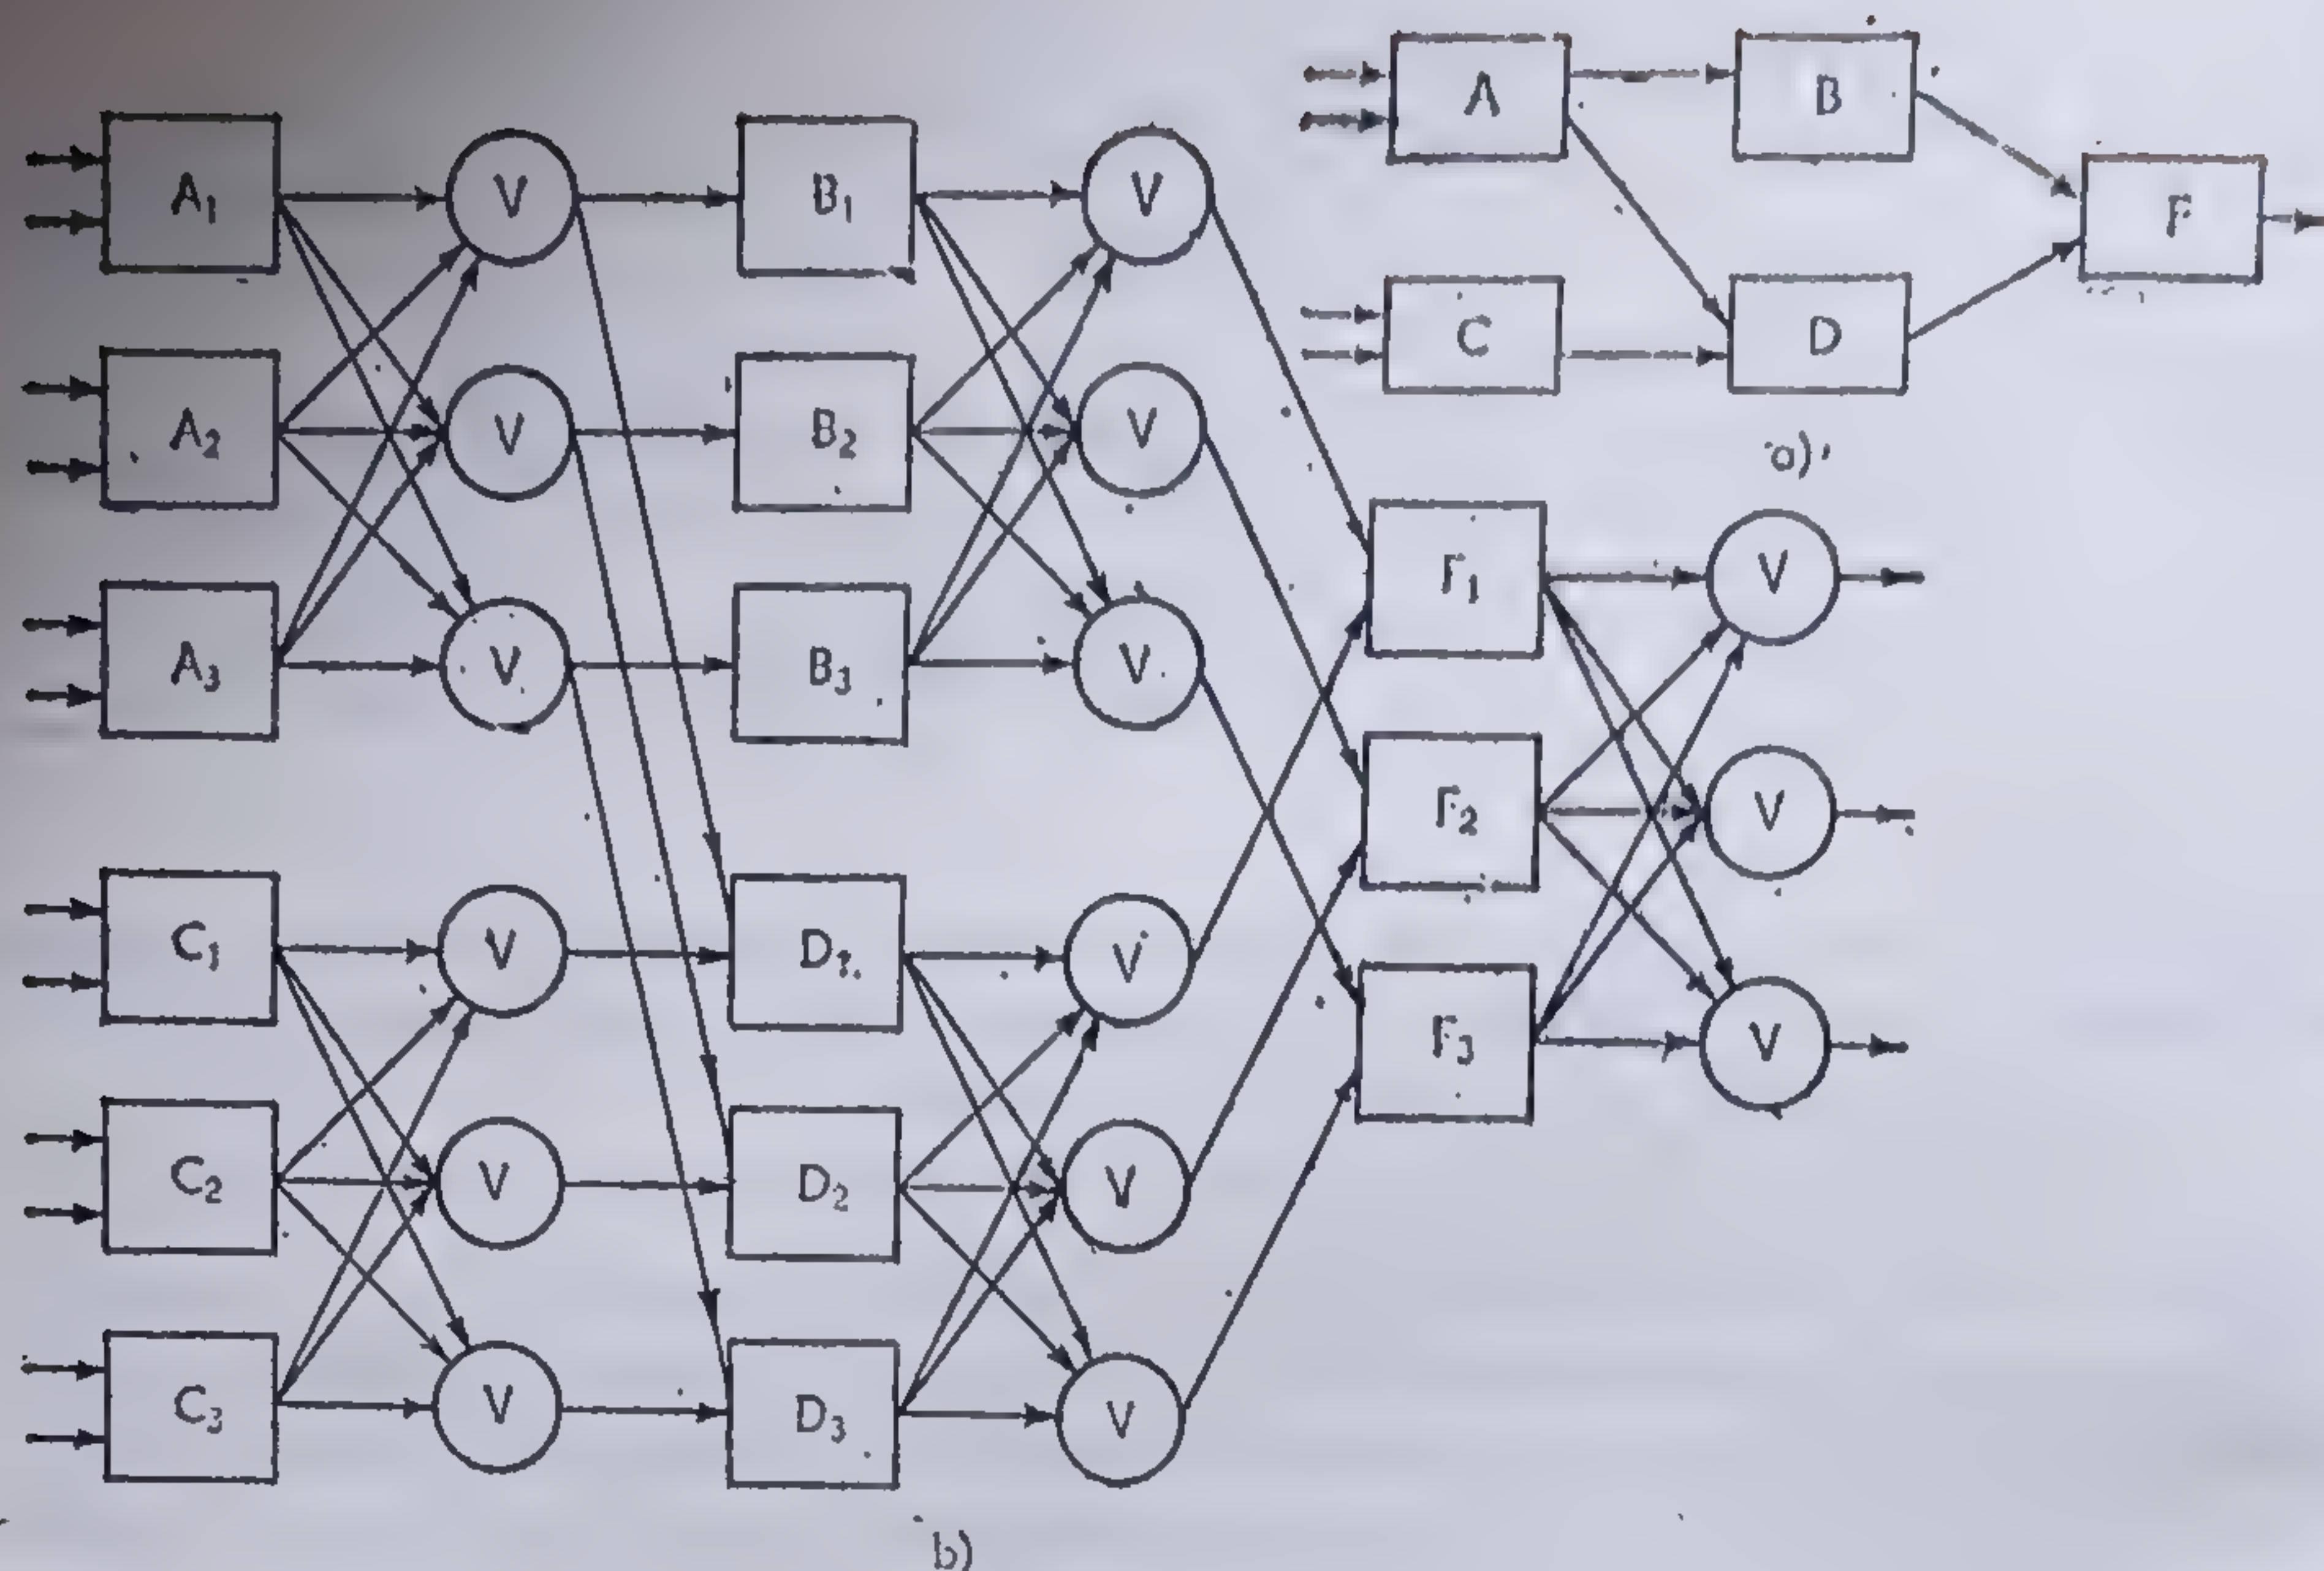 A B
F
C D
a)
A₁ V B₁ V
A₂ V B₂ V
A₃ V B₃ V
F₁ V
F₂ V
F₃ V
C₁ V D₁ V
C₂ V D₂ V
C₃ V D₃ V
b)